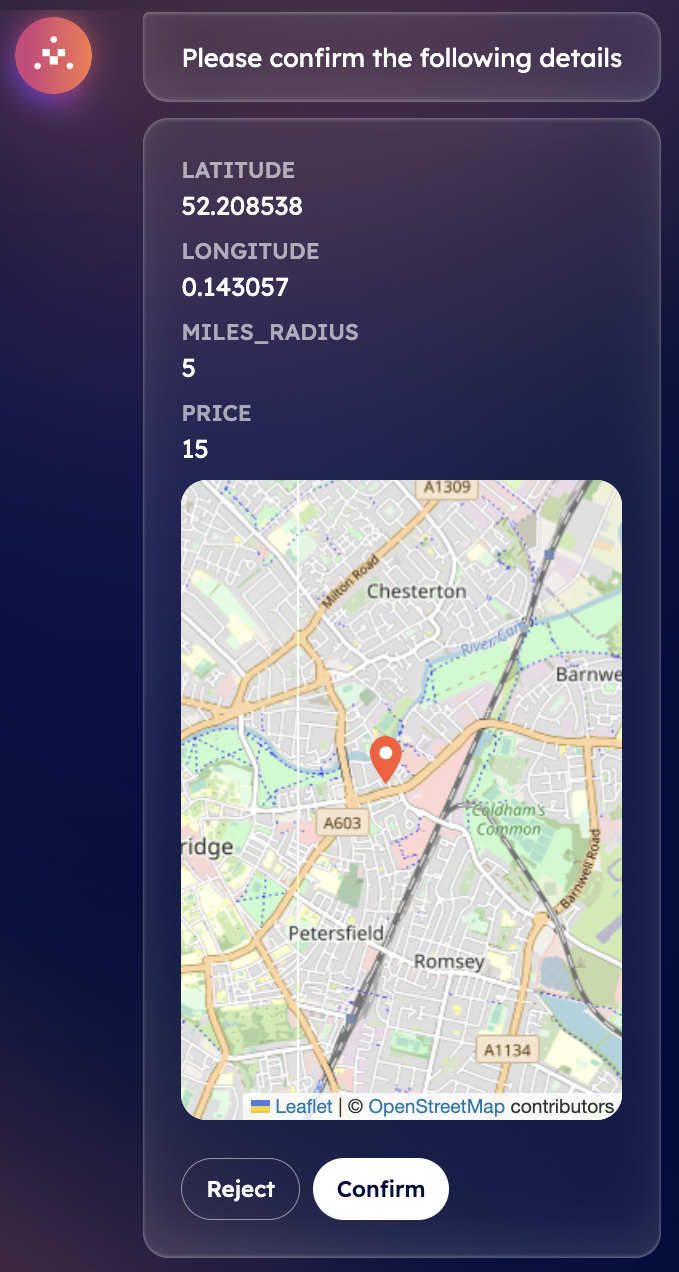 Please confirm the following details
LATITUDE
52.208538
LONGITUDE
0.143057
MILES_RADIUS
5
PRICE
15
A1309
Milton Road
Chesterton
River Cam
Barnwe
Coldham's
Common
A603
ridge
Barnwell Road
Petersfield
Romsey
A1134
Leaflet | © OpenStreetMap contributors
Reject Confirm